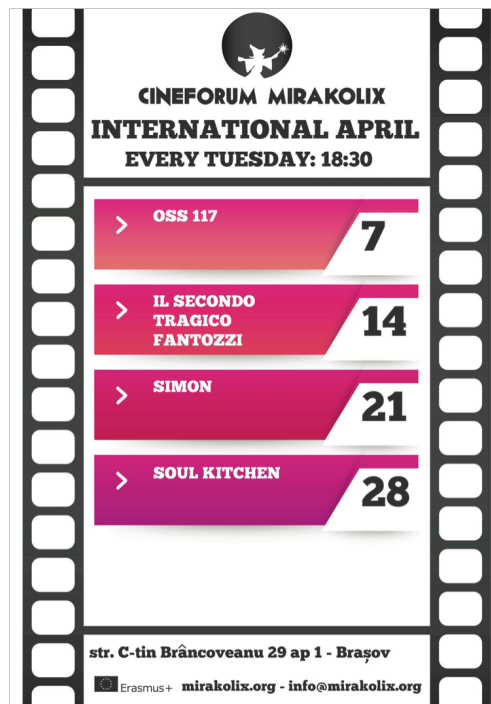 CINEFORUM MIRAKOLIX
INTERNATIONAL APRIL
EVERY TUESDAY: 18:30
OSS 117
7
IL SECONDO
TRAGICO
FANTOZZI
14
SIMON
21
SOUL KITCHEN
28
str. C-tin Brâncoveanu 29 ap 1 - Brașov
Erasmus+ mirakolix.org - info@mirakolix.org